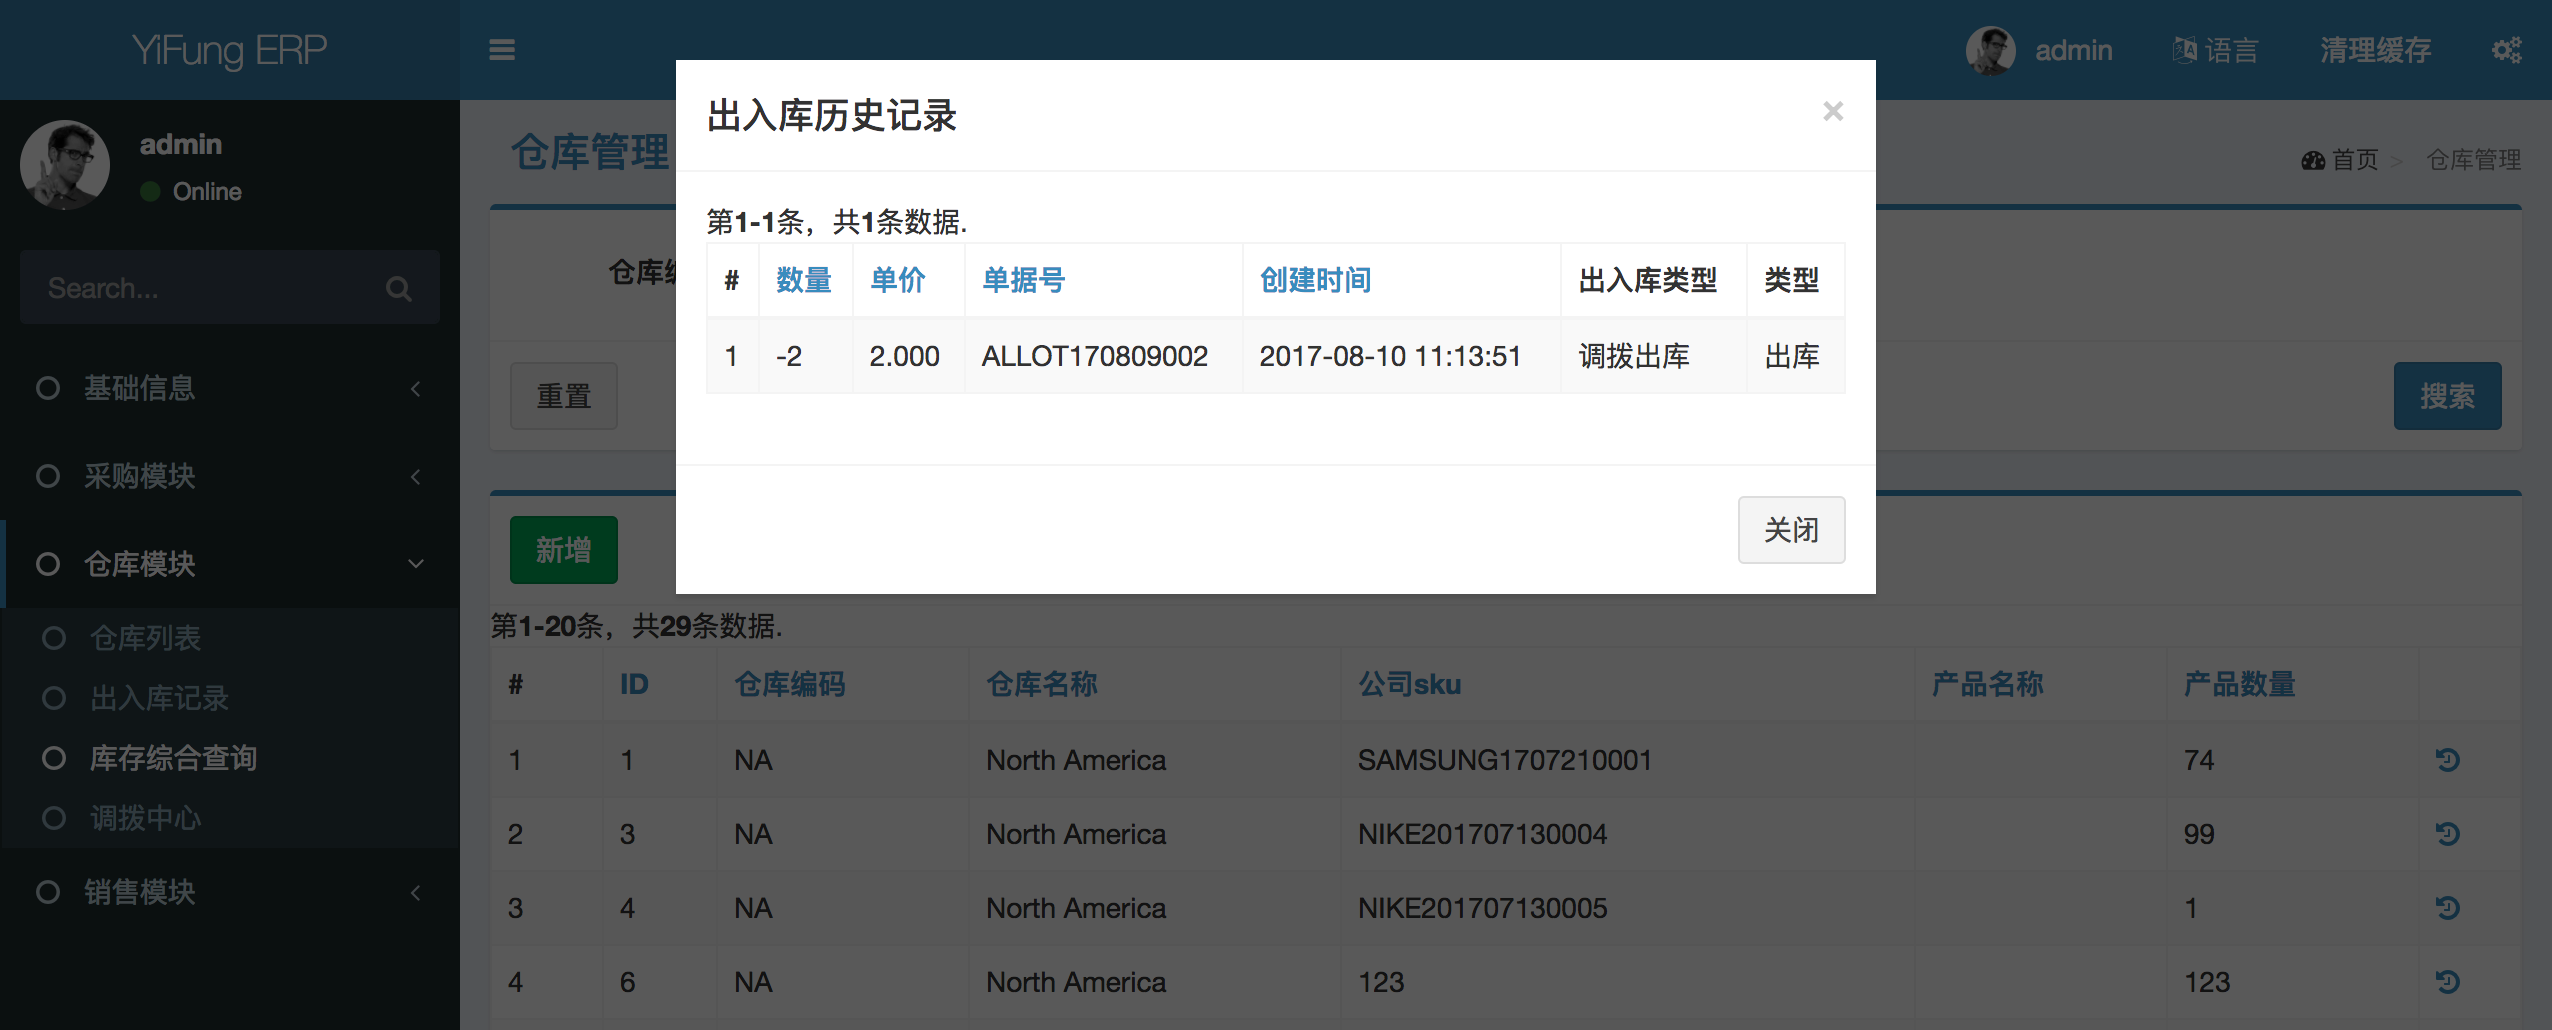 YiFung ERP
admin 语言 清理缓存
admin
Online
Search...
基础信息
采购模块
仓库模块
仓库列表
出入库记录
库存综合查询
调拨中心
销售模块
仓库管理
首页 > 仓库管理
仓库
重置
搜索
出入库历史记录 ×
第1-1条，共1条数据.
# 数量 单价 单据号 创建时间 出入库类型 类型
1 -2 2.000 ALLOT170809002 2017-08-10 11:13:51 调拨出库 出库
关闭
新增
第1-20条，共29条数据.
# ID 仓库编码 仓库名称 公司sku 产品名称 产品数量
1 1 NA North America SAMSUNG1707210001 74
2 3 NA North America NIKE201707130004 99
3 4 NA North America NIKE201707130005 1
4 6 NA North America 123 123